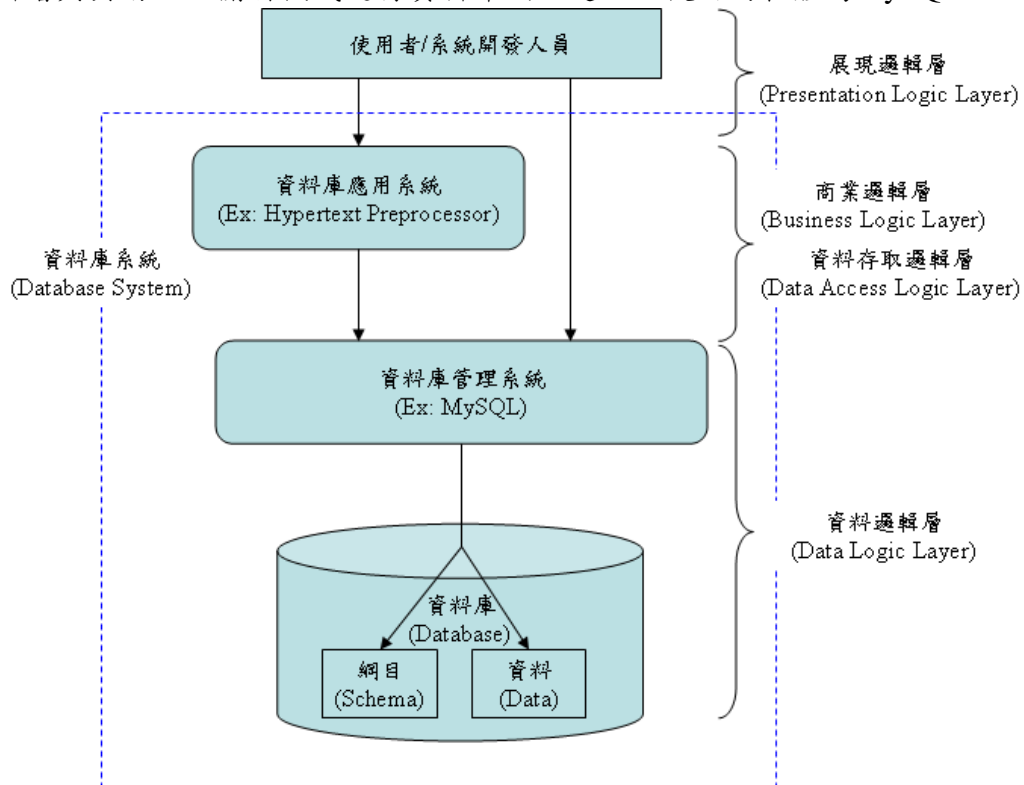 使用者/系統開發人員
展現邏輯層
(Presentation Logic Layer)
資料庫應用系統
(Ex: Hypertext Preprocessor)
商業邏輯層
(Business Logic Layer)
資料庫系統
(Database System)
資料存取邏輯層
(Data Access Logic Layer)
資料庫管理系統
(Ex: MySQL)
資料邏輯層
(Data Logic Layer)
資料庫
(Database)
綱目
(Schema)
資料
(Data)